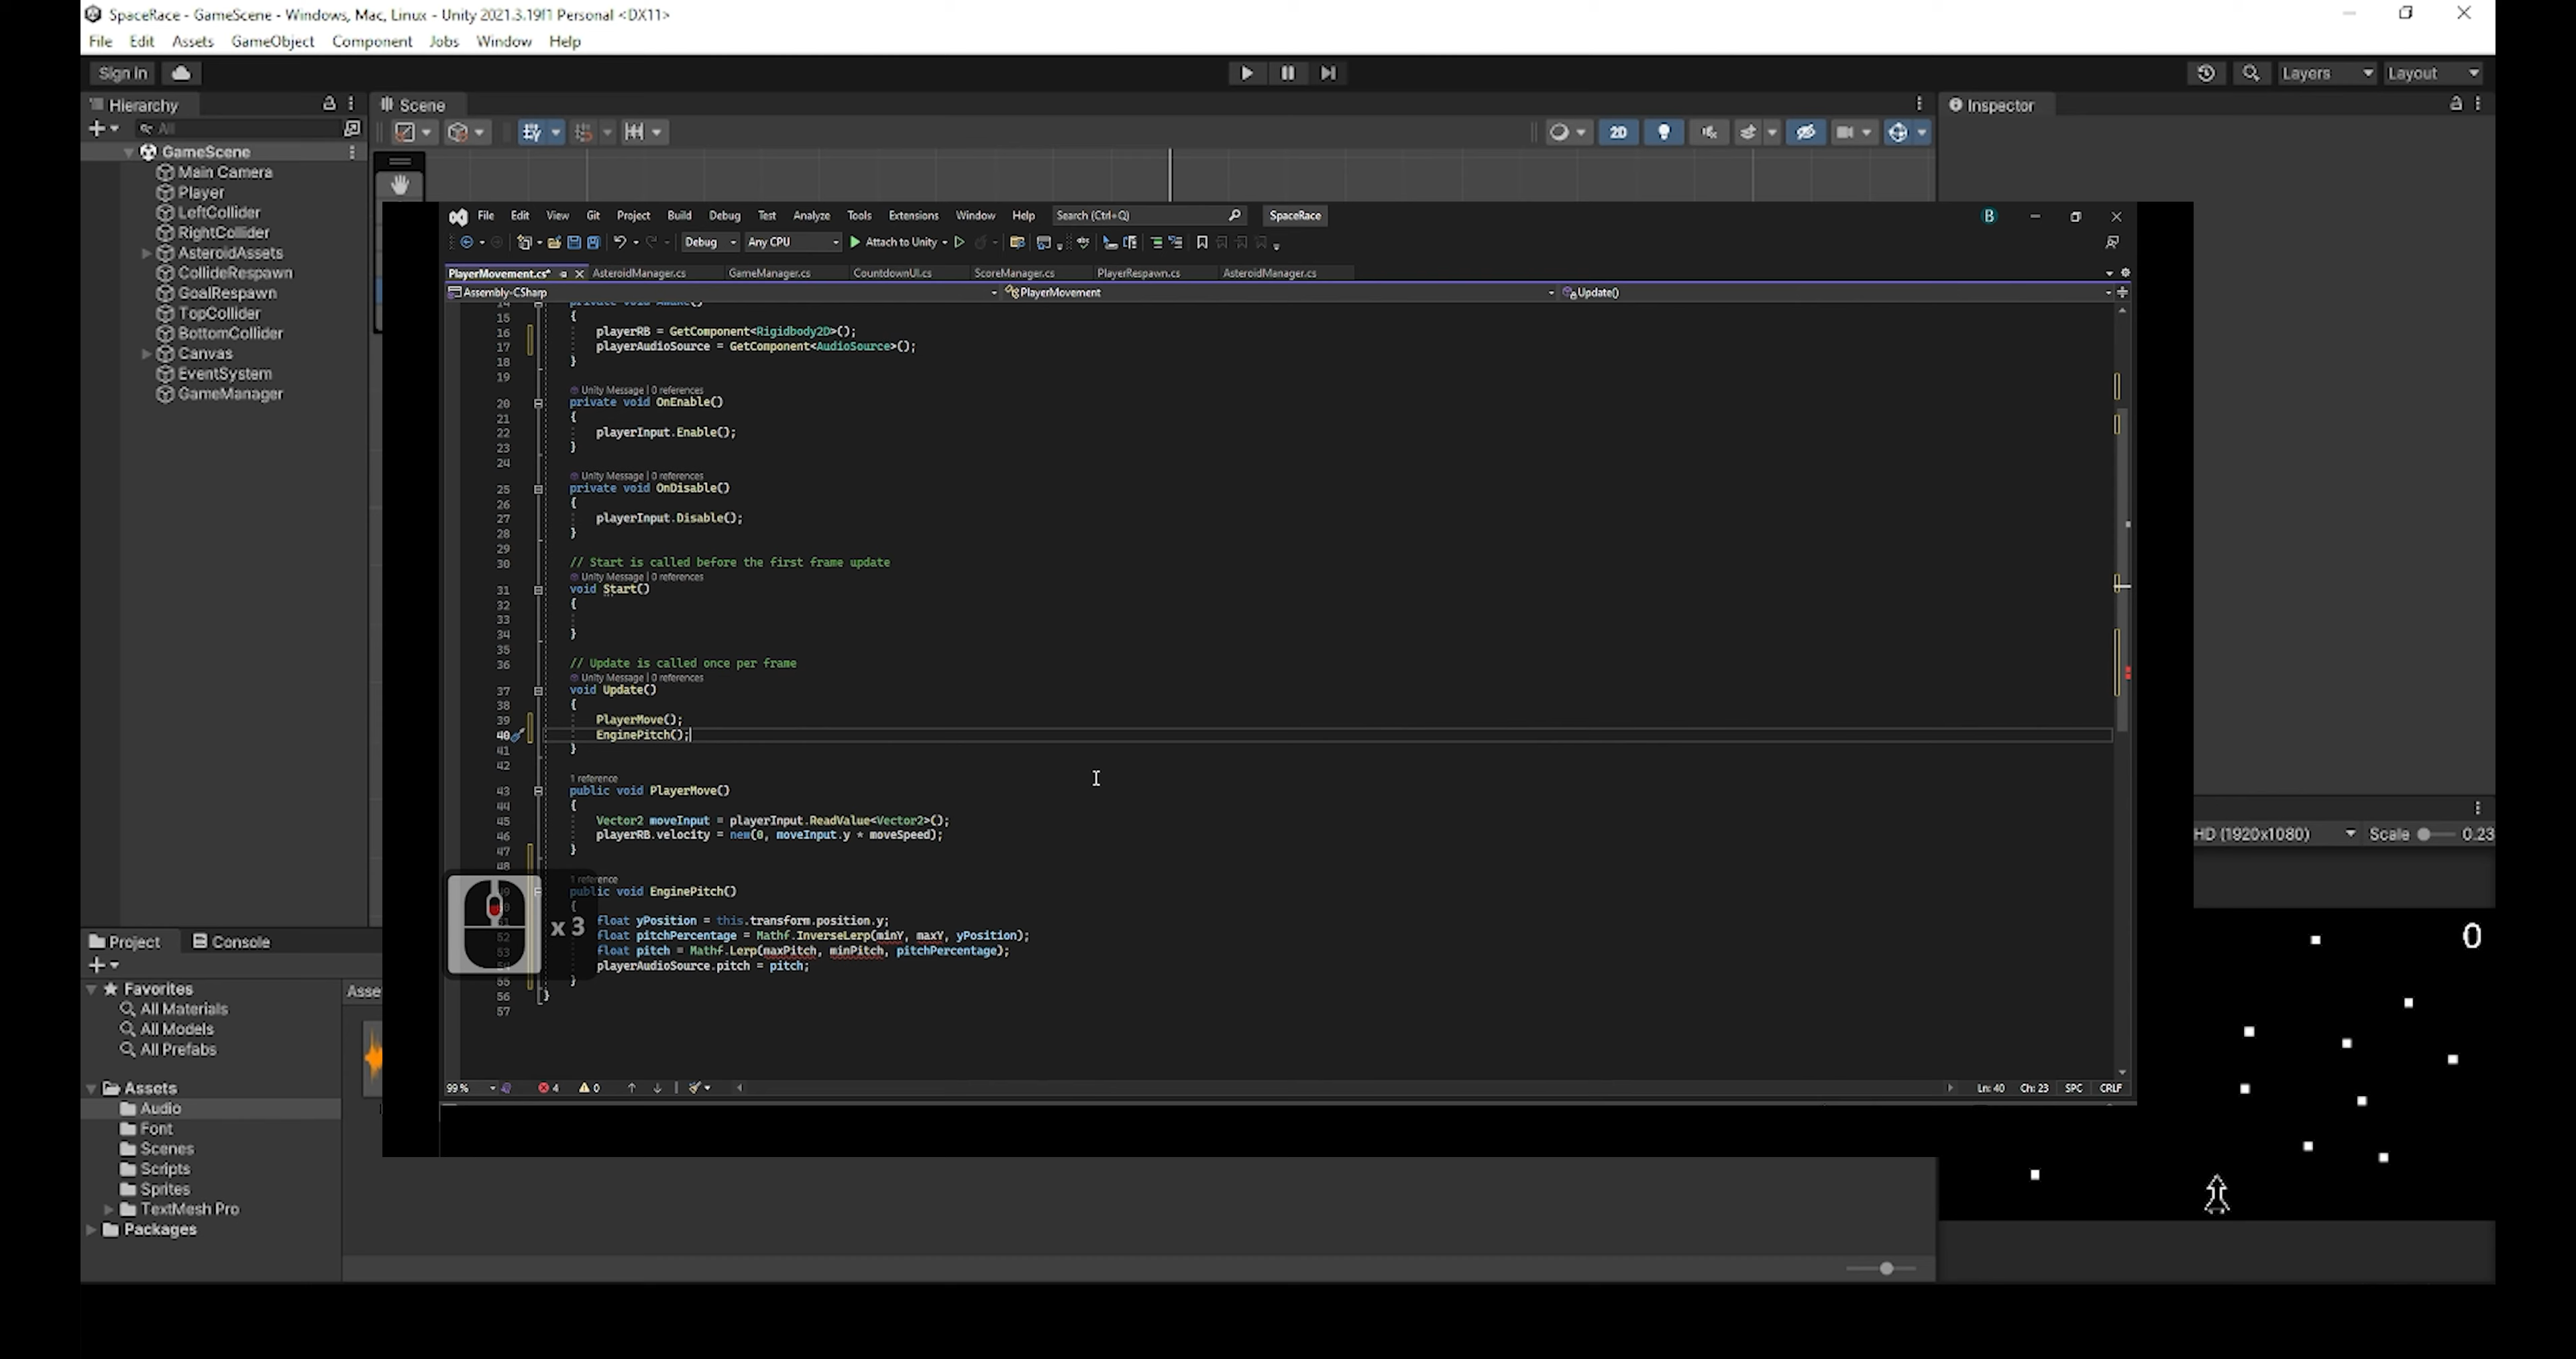 SpaceRace - GameScene - Windows, Mac, Linux - Unity 2021.3.19f1 Personal <DX11>
File Edit Assets GameObject Component Jobs Window Help
Sign in
Layers Layout
Hierarchy
Scene
Inspector
All
2D
GameScene
Main Camera
Player
LeftCollider
RightCollider
AsteroidAssets
CollideRespawn
GoalRespawn
TopCollider
BottomCollider
Canvas
EventSystem
GameManager
File Edit View Git Project Build Debug Test Analyze Tools Extensions Window Help Search (Ctrl+Q) SpaceRace B
Debug Any CPU Attach to Unity
PlayerMovement.cs* AsteroidManager.cs GameManager.cs CountdownUI.cs ScoreManager.cs PlayerRespawn.cs AsteroidManager.cs
Assembly-CSharp PlayerMovement Update()
14 private void Awake()
15 {
16 playerRB = GetComponent<Rigidbody2D>();
17 playerAudioSource = GetComponent<AudioSource>();
18 }
19
Unity Message | 0 references
20 private void OnEnable()
21 {
22 playerInput.Enable();
23 }
24
Unity Message | 0 references
25 private void OnDisable()
26 {
27 playerInput.Disable();
28 }
29
30 // Start is called before the first frame update
Unity Message | 0 references
31 void Start()
32 {
33
34 }
35
36 // Update is called once per frame
Unity Message | 0 references
37 void Update()
38 {
39 PlayerMove();
40 EnginePitch();
41 }
42
1 reference
43 public void PlayerMove()
44 {
45 Vector2 moveInput = playerInput.ReadValue<Vector2>();
46 playerRB.velocity = new(0, moveInput.y * moveSpeed);
47 }
48
1 reference
49 public void EnginePitch()
{
float yPosition = this.transform.position.y;
52 float pitchPercentage = Mathf.InverseLerp(minY, maxY, yPosition);
53 float pitch = Mathf.Lerp(maxPitch, minPitch, pitchPercentage);
playerAudioSource.pitch = pitch;
55 }
56 }
57
x 3
99 % 4 0 Ln: 40 Ch: 23 SPC CRLF
HD (1920x1080) Scale 0.23
0
Project Console
Favorites
All Materials
All Models
All Prefabs
Assets
Audio
Font
Scenes
Scripts
Sprites
TextMesh Pro
Packages
Asse